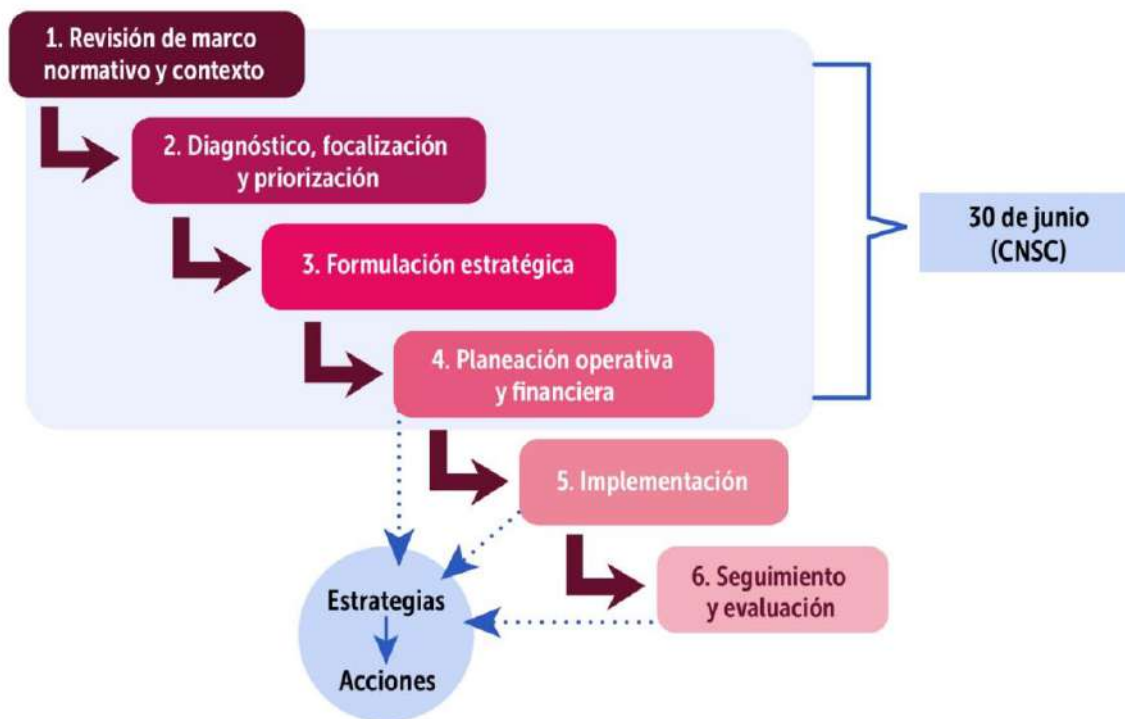 1. Revisión de marco
normativo y contexto
2. Diagnóstico, focalización
y priorización
3. Formulación estratégica
30 de junio
(CNSC)
4. Planeación operativa
y financiera
5. Implementación
6. Seguimiento
y evaluación
Estrategias
Acciones